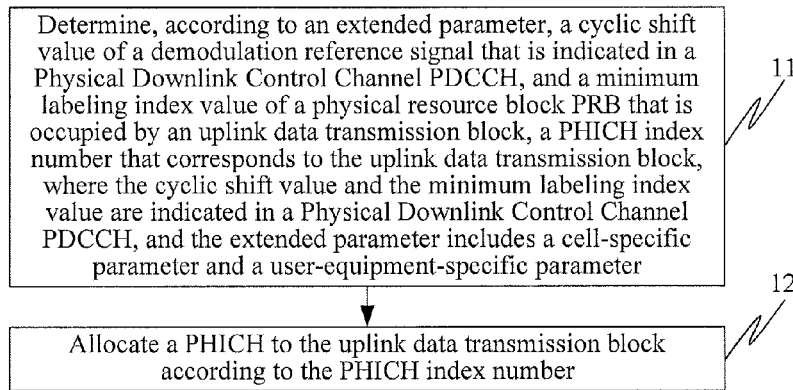 Determine, according to an extended parameter, a cyclic shift
value of a demodulation reference signal that is indicated in a
Physical Downlink Control Channel PDCCH, and a minimum
labeling index value of a physical resource block PRB that is
occupied by an uplink data transmission block, a PHICH index
number that corresponds to the uplink data transmission block,
where the cyclic shift value and the minimum labeling index
value are indicated in a Physical Downlink Control Channel
PDCCH, and the extended parameter includes a cell-specific
parameter and a user-equipment-specific parameter
11
Allocate a PHICH to the uplink data transmission block
according to the PHICH index number
12